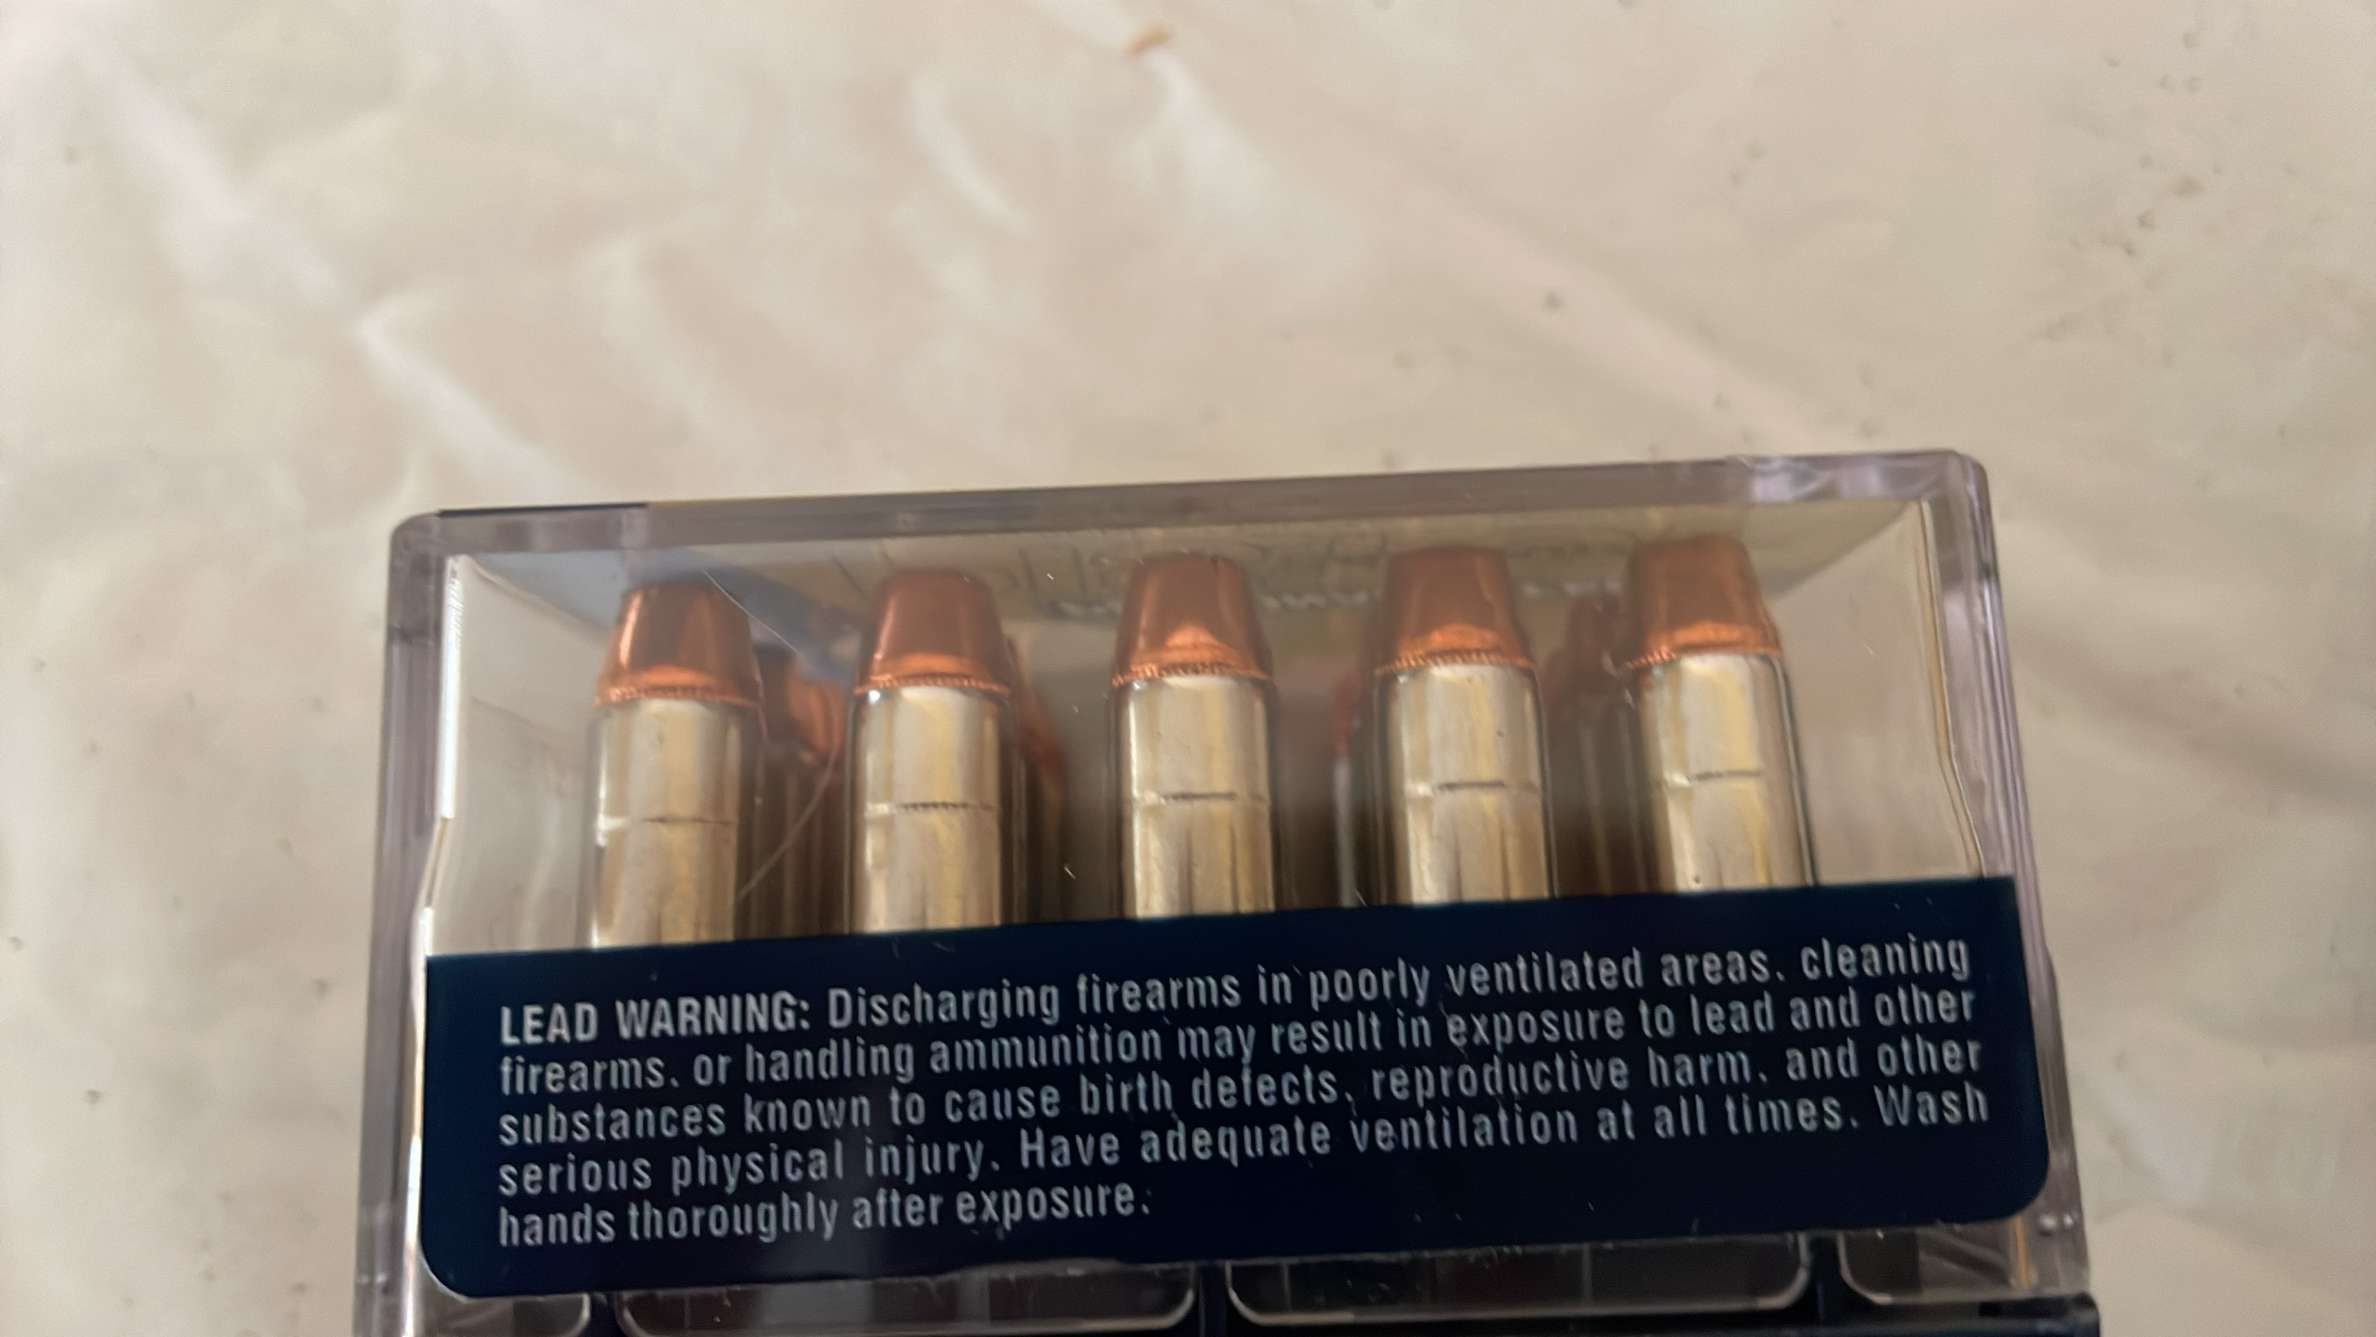 LEAD WARNING: Discharging firearms in poorly ventilated areas, cleaning
firearms, or handling ammunition may result in exposure to lead and other
substances known to cause birth defects, reproductive harm, and other
serious physical injury. Have adequate ventilation at all times. Wash
hands thoroughly after exposure.